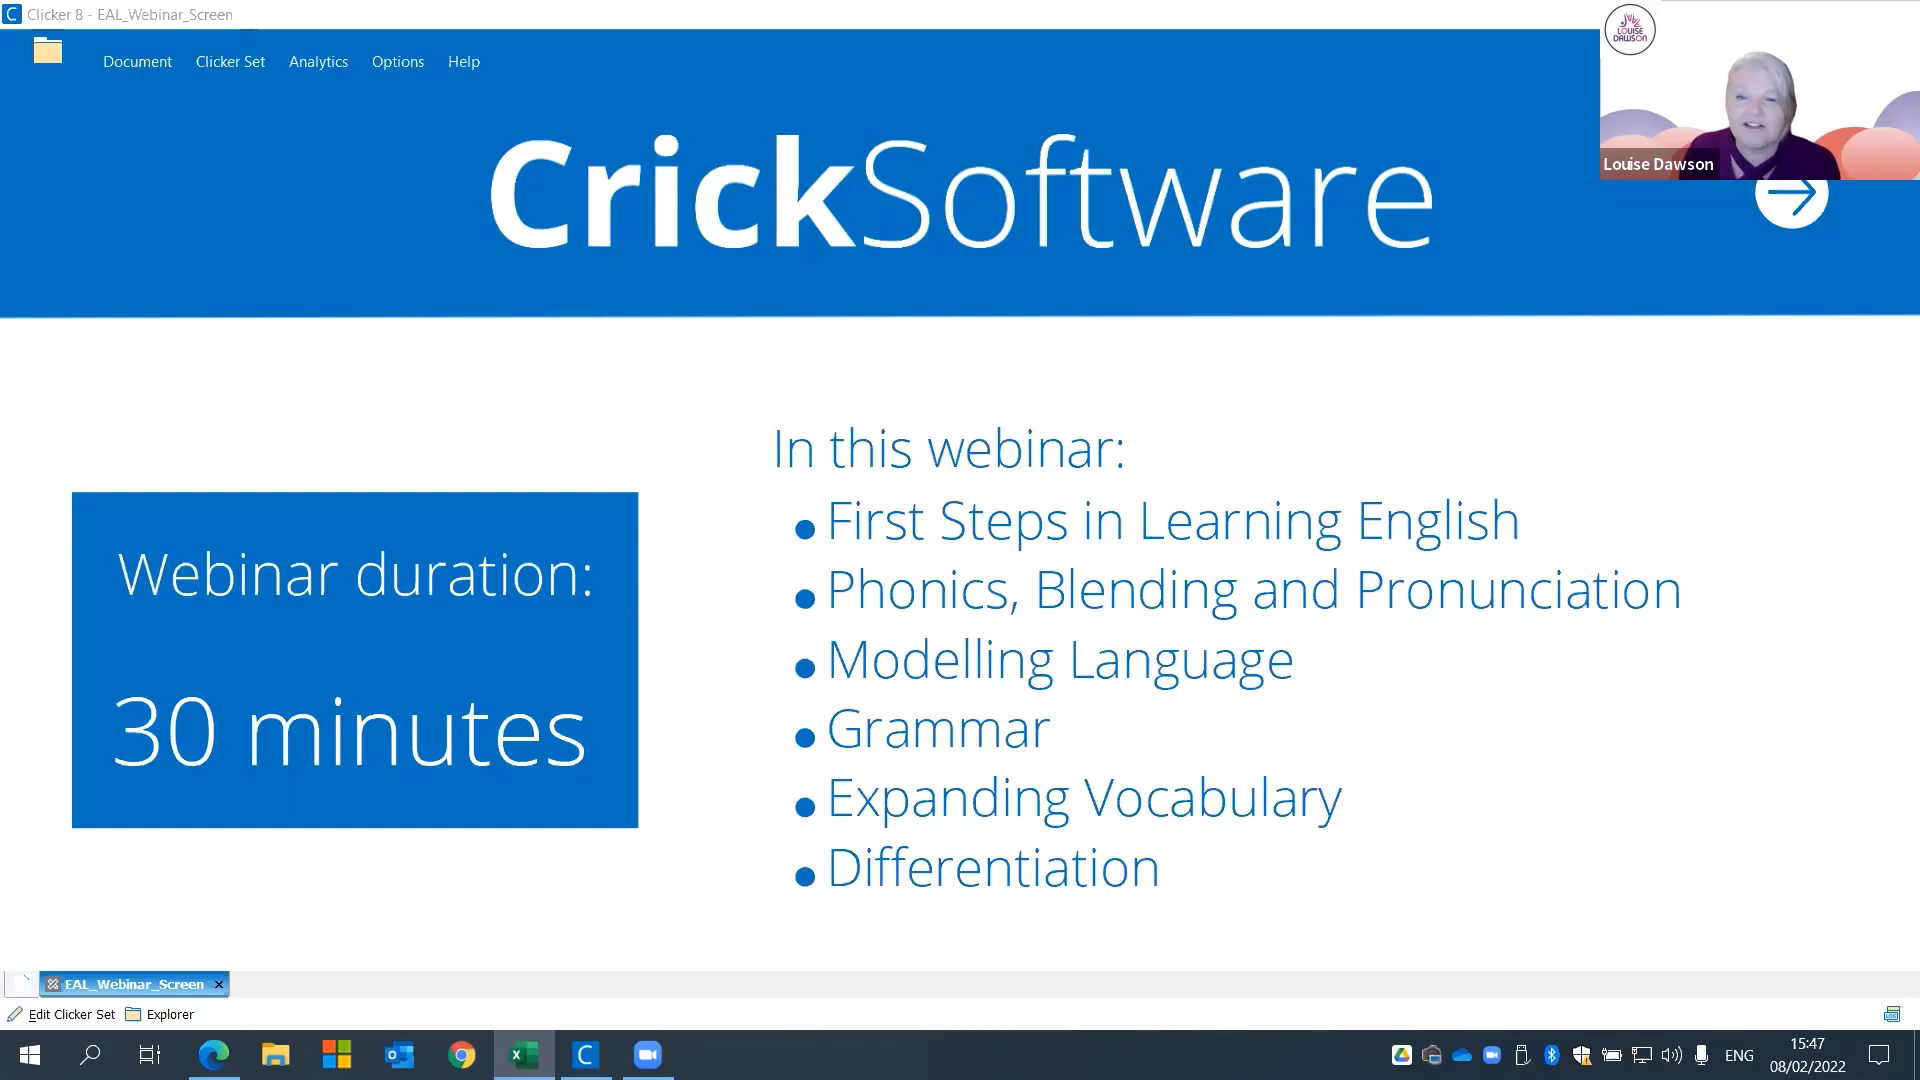 Clicker 8 - EAL_Webinar_Screen
Document Clicker Set Analytics Options Help
LOUISE
DAWSON
Louise Dawson
CrickSoftware
Webinar duration:
30 minutes
In this webinar:
First Steps in Learning English
Phonics, Blending and Pronunciation
Modelling Language
Grammar
Expanding Vocabulary
Differentiation
EAL_Webinar_Screen
Edit Clicker Set Explorer
ENG
15:47
08/02/2022